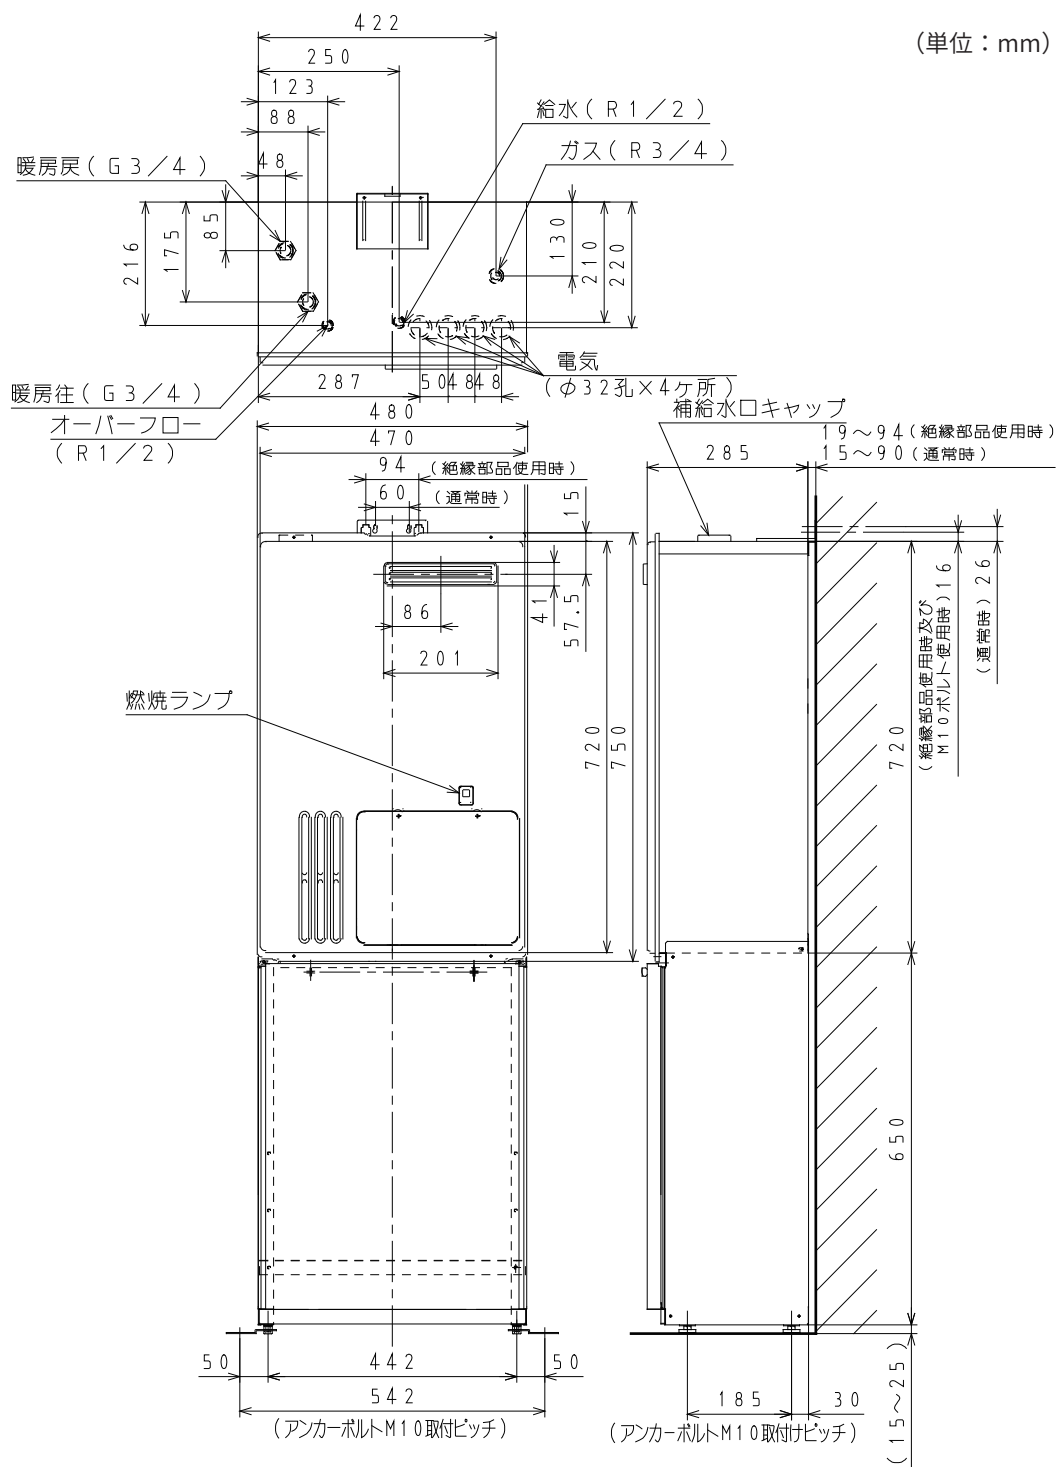 (単位：mm)
422
250
123
88
48
給水(R1/2)
ガス(R3/4)
暖房戻(G3/4)
216
175
85
130
210
220
電気
(φ32孔×4ケ所)
暖房往(G3/4)
オーバーフロー
(R1/2)
287
50
48
48
補給水口キャップ
480
470
94
(絶縁部品使用時)
60
(通常時)
15
285
19～94(絶縁部品使用時)
15～90(通常時)
41
57.5
86
201
燃焼ランプ
720
750
720
(絶縁部品使用時及び
M10ボルト使用時)16
(通常時)26
650
50
442
50
542
(アンカーボルトM10取付ピッチ)
185
30
(アンカーボルトM10取付けピッチ)
(15～25)